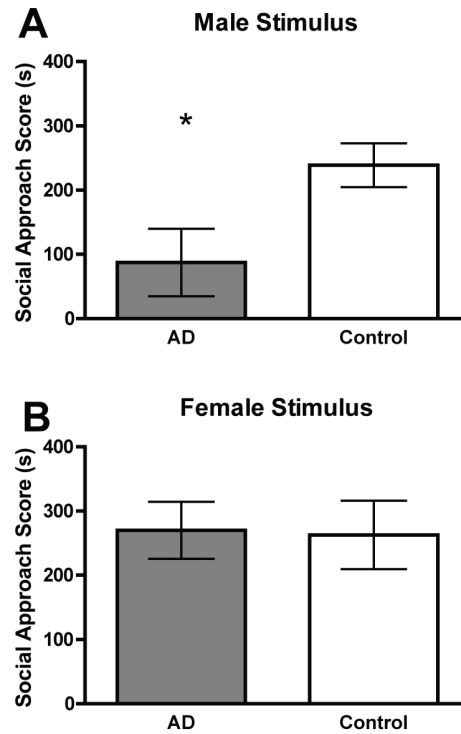 A
Male Stimulus
Social Approach Score (s)
400
300
200
100
0
*
AD
Control
B
Female Stimulus
Social Approach Score (s)
400
300
200
100
0
AD
Control